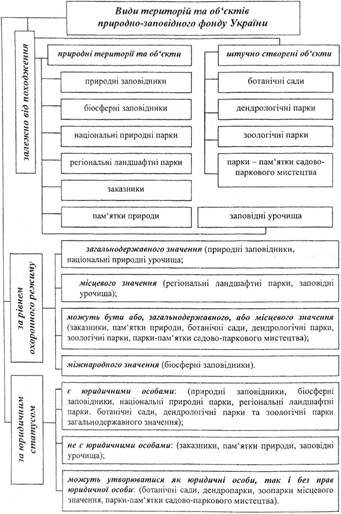 Види територій та об'єктів
природно-заповідного фонду України
залежно від походження
природні території та об'єкти
штучно створені об'єкти
природні заповідники
ботанічні сади
біосферні заповідники
дендрологічні парки
національні природні парки
зоологічні парки
регіональні ландшафтні парки
парки – пам'ятки садово-
паркового мистецтва
заказники
пам'ятки природи
заповідні урочища
за рівнем
охоронного режиму
загальнодержавного значення (природні заповідники,
національні природні урочища);
місцевого значення (регіональні ландшафтні парки, заповідні
урочища);
можуть бути або, загальнодержавного, або місцевого значення
(заказники, пам'ятки природи, ботанічні сади, дендрологічні парки,
зоологічні парки, парки-пам'ятки садово-паркового мистецтва);
міжнародного значення (біосферні заповідники).
за юридичним
статусом
є юридичними особами: (природні заповідники, біосферні
заповідники, національні природні парки, регіональні ландшафтні
парки. ботанічні сади, дендрологічні парки та зоологічні парки
загальнодержавного значення);
не є юридичними особами: (заказники, пам'ятки природи, заповідні
урочища);
можуть утворюватися як юридичні особи, так і без прав
юридичної особи: (ботанічні сади, дендропарки, зоопарки місцевого
значення, парки-пам'ятки садово-паркового мистецтва).